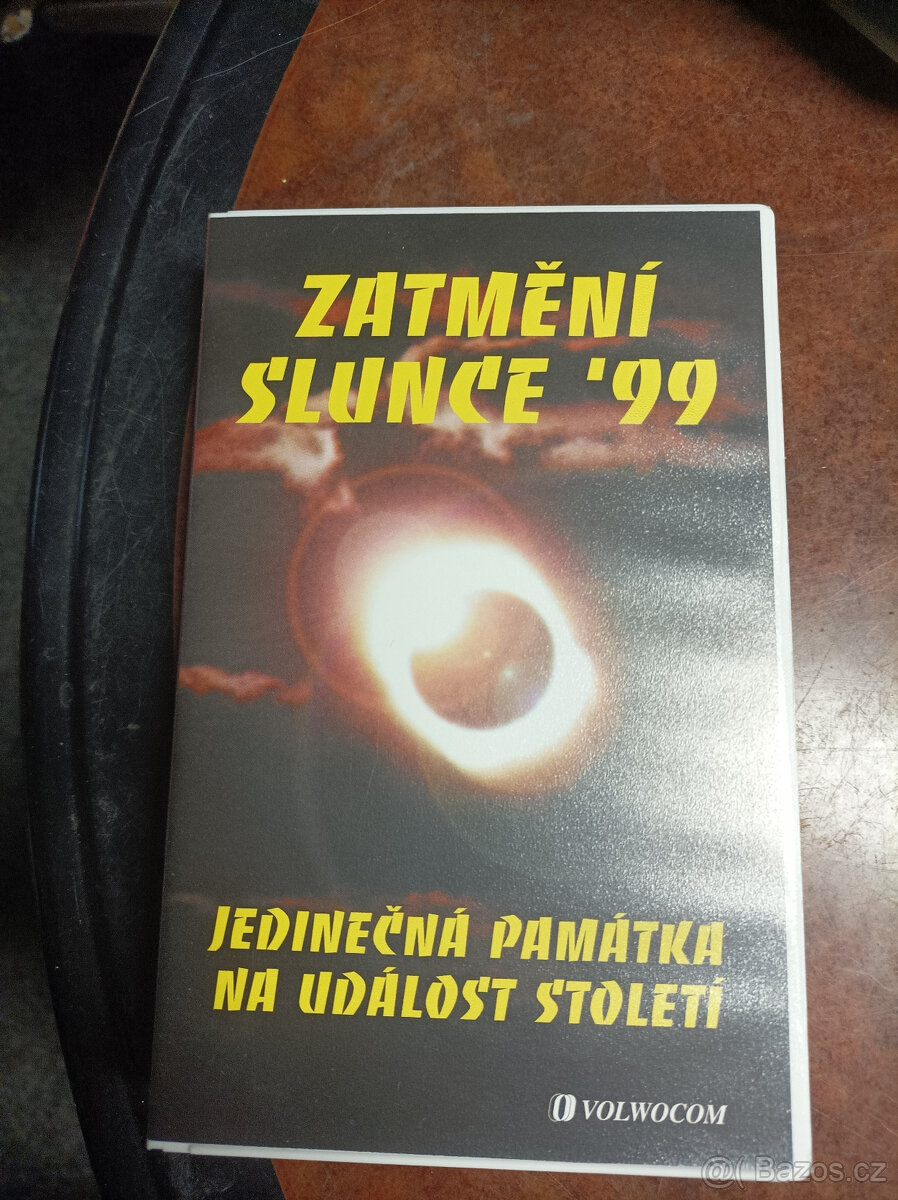 ZATMĚNÍ
SLUNCE '99
JEDINEČNÁ PAMÁTKA
NA UDÁLOST STOLETÍ
VOLWOCOM
Bazos.cz